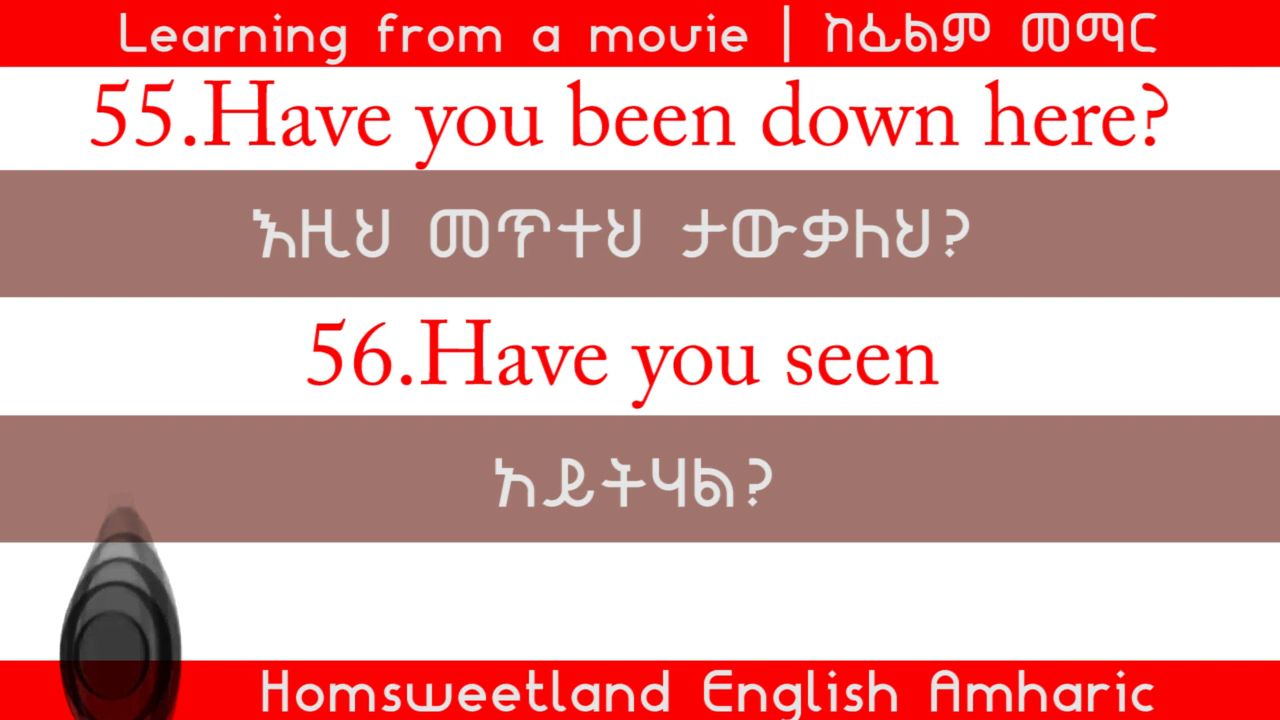 Learning from a movie | ከፊልም መማር
55.Have you been down here?
እዚህ መጥተህ ታውቃለህ?
56.Have you seen
አይትሃል?
Homsweetland English Amharic